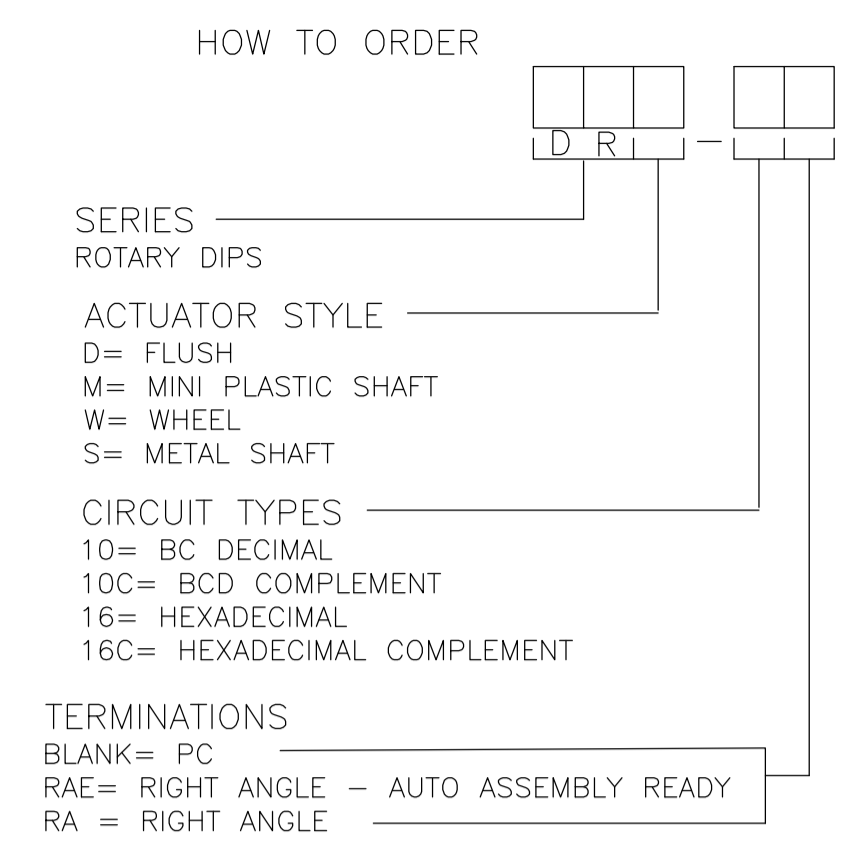 HOW TO ORDER
D R -
SERIES
ROTARY DIPS
ACTUATOR STYLE
D= FLUSH
M= MINI PLASTIC SHAFT
W= WHEEL
S= METAL SHAFT
CIRCUIT TYPES
10= BC DECIMAL
10C= BCD COMPLEMENT
16= HEXADECIMAL
16C= HEXADECIMAL COMPLEMENT
TERMINATIONS
BLANK= PC
RAE= RIGHT ANGLE - AUTO ASSEMBLY READY
RA = RIGHT ANGLE